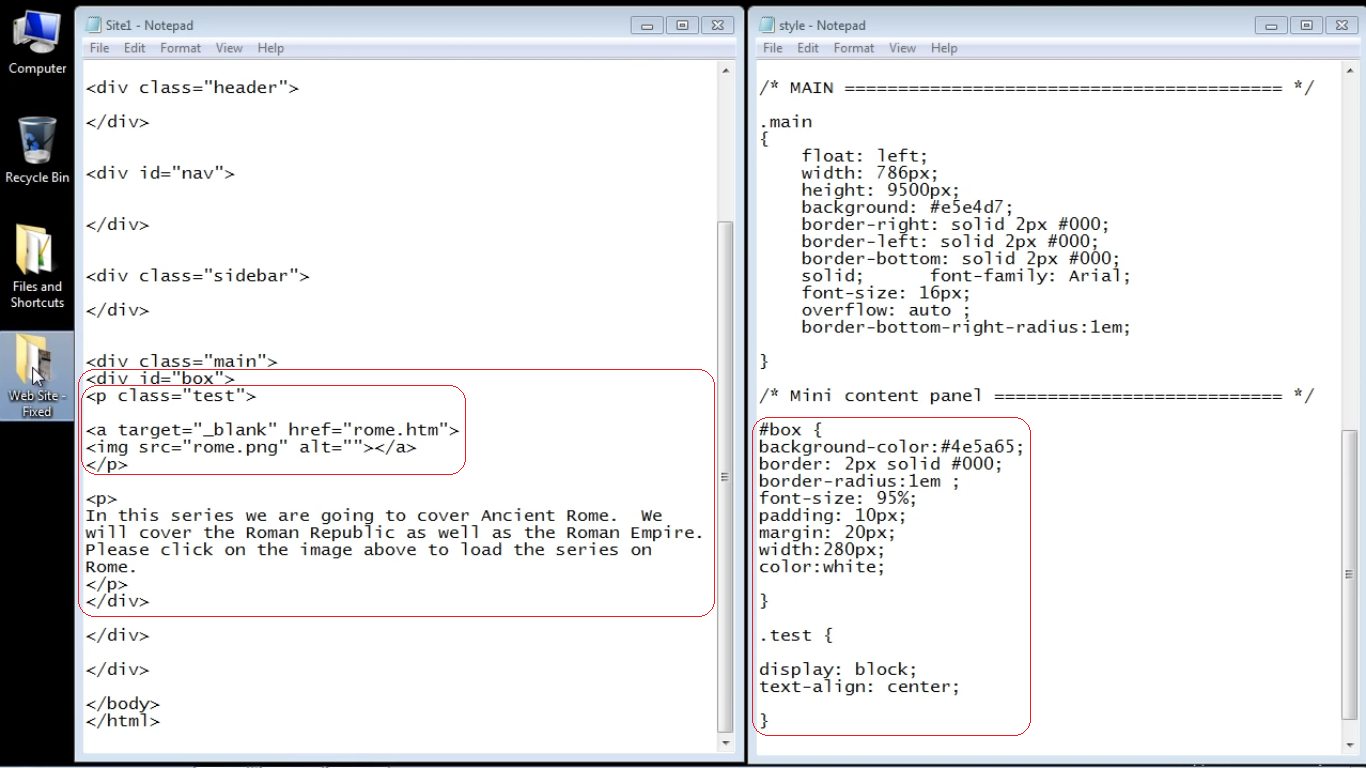 Computer
Recycle Bin
Files and
Shortcuts
Web Site -
Fixed
Site1 - Notepad
File Edit Format View Help
<div class="header">
</div>
<div id="nav">
</div>
<div class="sidebar">
</div>
<div class="main">
<div id="box">
<p class="test">
<a target="_blank" href="rome.htm">
<img src="rome.png" alt=""></a>
</p>
<p>
In this series we are going to cover Ancient Rome.  We
will cover the Roman Republic as well as the Roman Empire.
Please click on the image above to load the series on
Rome.
</p>
</div>
</div>
</div>
</body>
</html>
style - Notepad
File Edit Format View Help
/* MAIN ========================================= */
.main
{
float: left;
width: 786px;
height: 9500px;
background: #e5e4d7;
border-right: solid 2px #000;
border-left: solid 2px #000;
border-bottom: solid 2px #000;
solid;      font-family: Arial;
font-size: 16px;
overflow: auto ;
border-bottom-right-radius:1em;
}
/* Mini content panel =========================== */
#box {
background-color:#4e5a65;
border: 2px solid #000;
border-radius:1em ;
font-size: 95%;
padding: 10px;
margin: 20px;
width:280px;
color:white;
}
.test {
display: block;
text-align: center;
}